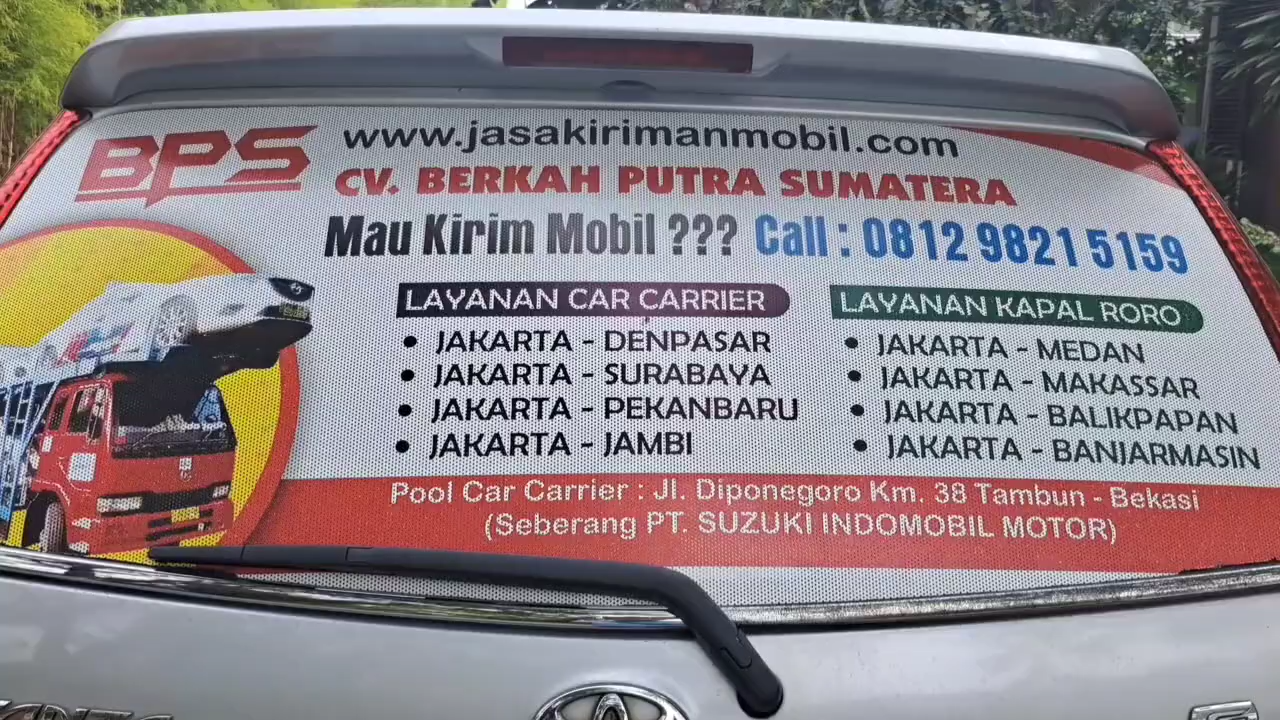 BPS
www.jasakirimanmobil.com
CV. BERKAH PUTRA SUMATERA
Mau Kirim Mobil ??? Call : 0812 9821 5159
LAYANAN CAR CARRIER
• JAKARTA - DENPASAR
• JAKARTA - SURABAYA
• JAKARTA - PEKANBARU
• JAKARTA - JAMBI
LAYANAN KAPAL RORO
• JAKARTA - MEDAN
• JAKARTA - MAKASSAR
• JAKARTA - BALIKPAPAN
• JAKARTA - BANJARMASIN
Pool Car Carrier : Jl. Diponegoro Km. 38 Tambun - Bekasi
(Seberang PT. SUZUKI INDOMOBIL MOTOR)